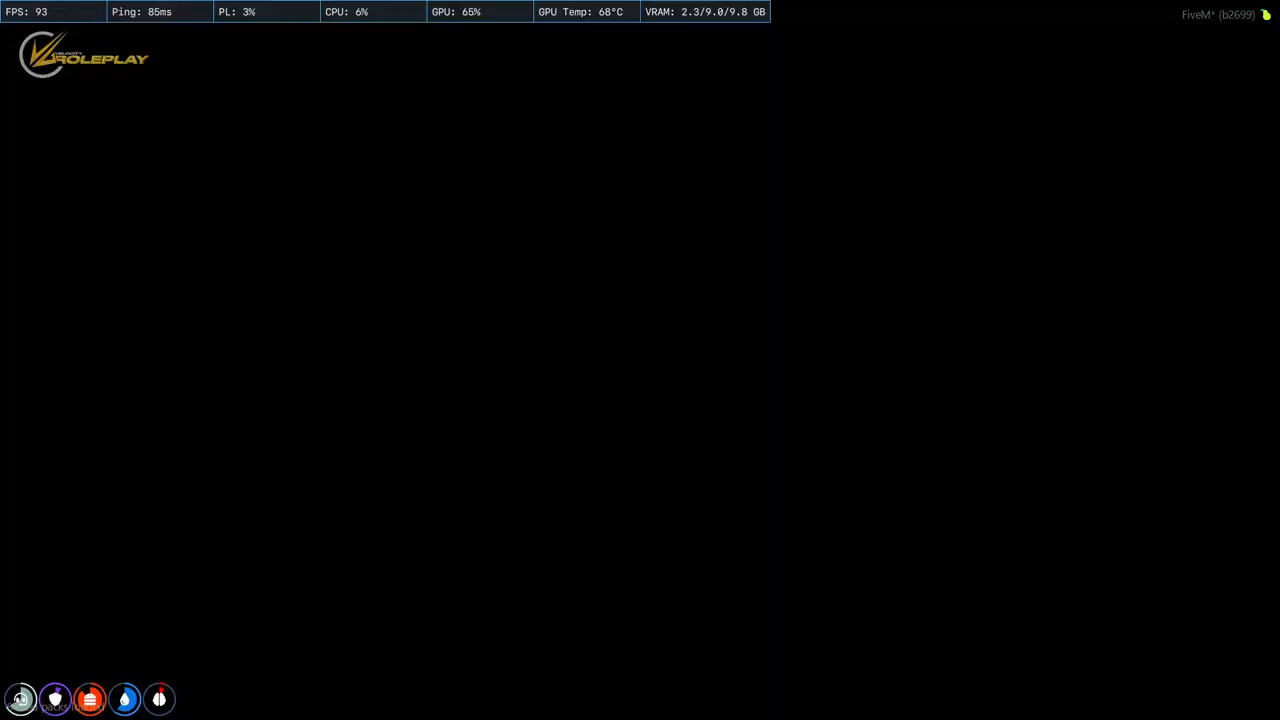 FPS: 93 Ping: 85ms PL: 3% CPU: 6% GPU: 65% GPU Temp: 68°C VRAM: 2.3/9.0/9.8 GB
FiveM* (b2699)
VELOCITY
ROLEPLAY